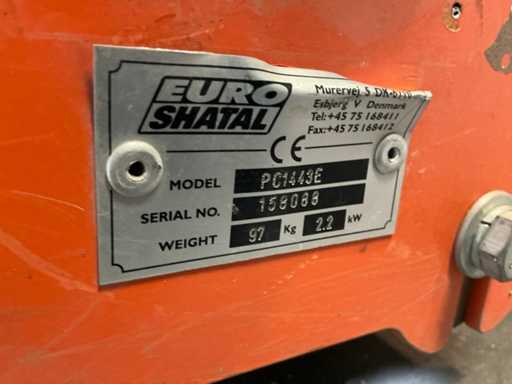 EURO
SHATAL
Murervej 5 DK-6710
Esbjerg V Denmark
Tel:+45 75 168411
Fax:+45 75 168412
CE
MODEL PC1443E
SERIAL NO. 158088
WEIGHT 97 Kg 2.2 kW